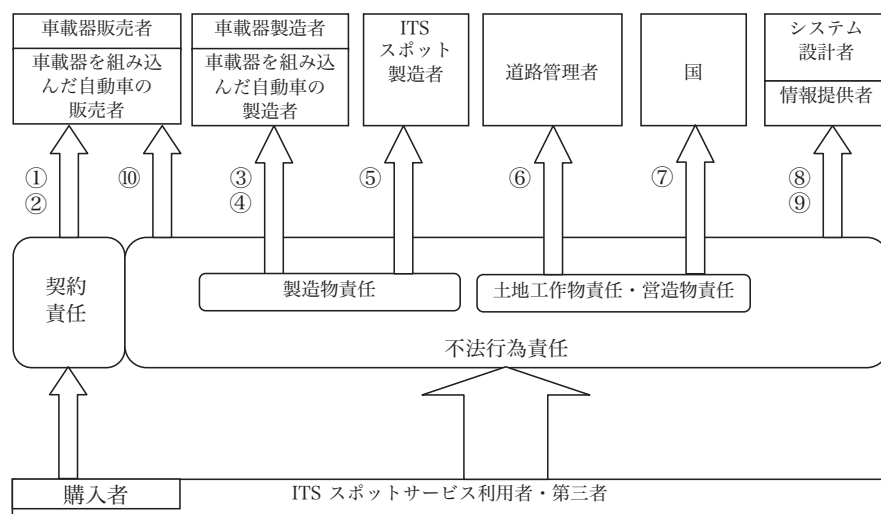 車載器販売者
車載器を組み込
んだ自動車の
販売者
車載器製造者
車載器を組み込
んだ自動車の
製造者
ITS
スポット
製造者
道路管理者
国
システム
設計者
情報提供者
①
②
⑩
③
④
⑤
⑥
⑦
⑧
⑨
契約
責任
製造物責任
土地工作物責任・営造物責任
不法行為責任
購入者
ITS スポットサービス利用者・第三者